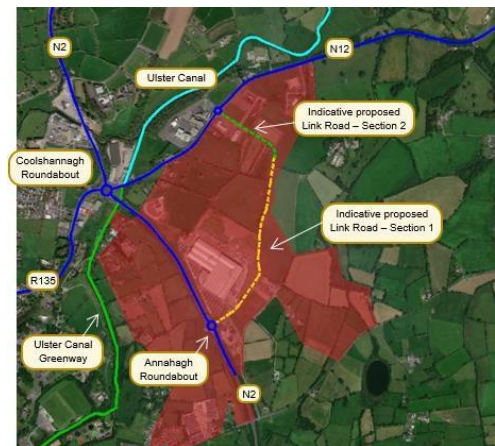 N2
N12
Ulster Canal
Indicative proposed
Link Road – Section 2
Coolshannagh
Roundabout
Indicative proposed
Link Road – Section 1
R135
Ulster Canal
Greenway
Annahagh
Roundabout
N2